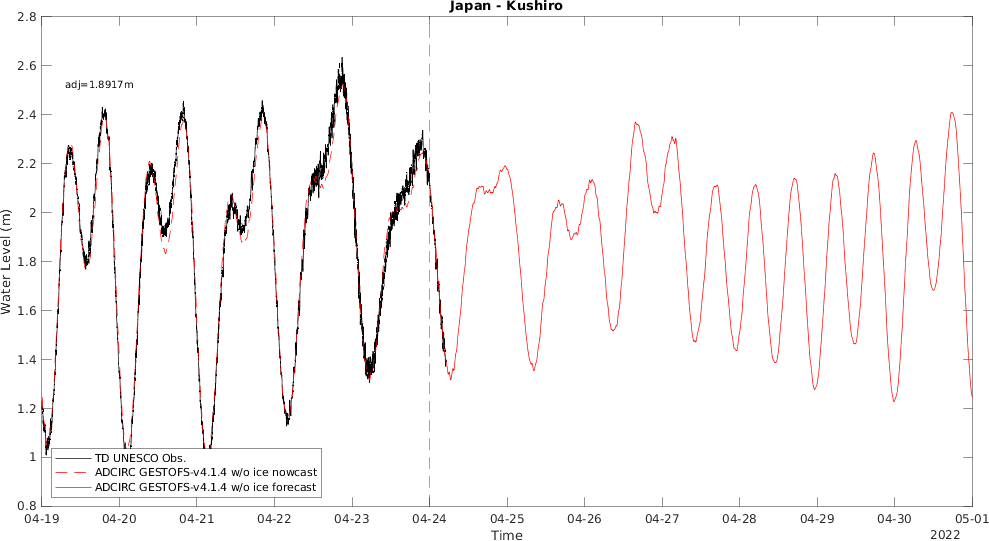 Japan - Kushiro
2.8
2.6
2.4
2.2
2
1.8
1.6
1.4
1.2
1
0.8
Water Level (m)
adj=1.8917m
TD UNESCO Obs.
ADCIRC GESTOFS-v4.1.4 w/o ice nowcast
ADCIRC GESTOFS-v4.1.4 w/o ice forecast
04-19 04-20 04-21 04-22 04-23 04-24 04-25 04-26 04-27 04-28 04-29 04-30 05-01
Time
2022